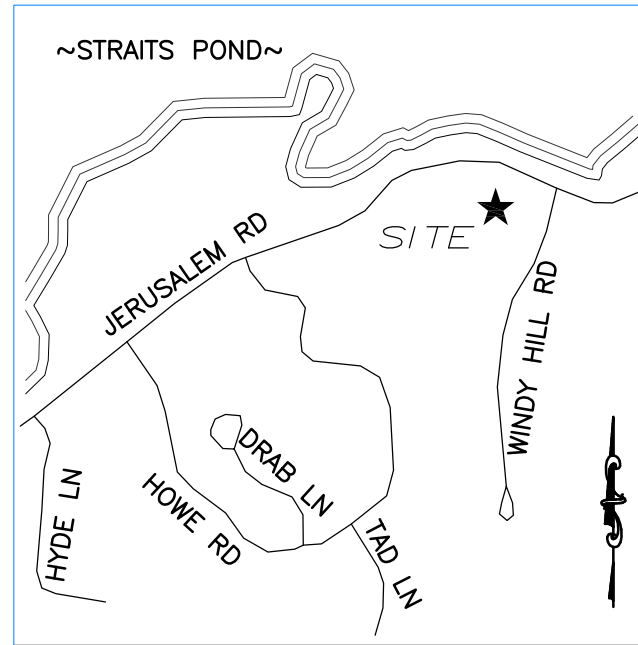 ~STRAITS POND~
JERUSALEM RD
SITE
WINDY HILL RD
DRAB LN
HYDE LN
HOWE RD
TAD LN